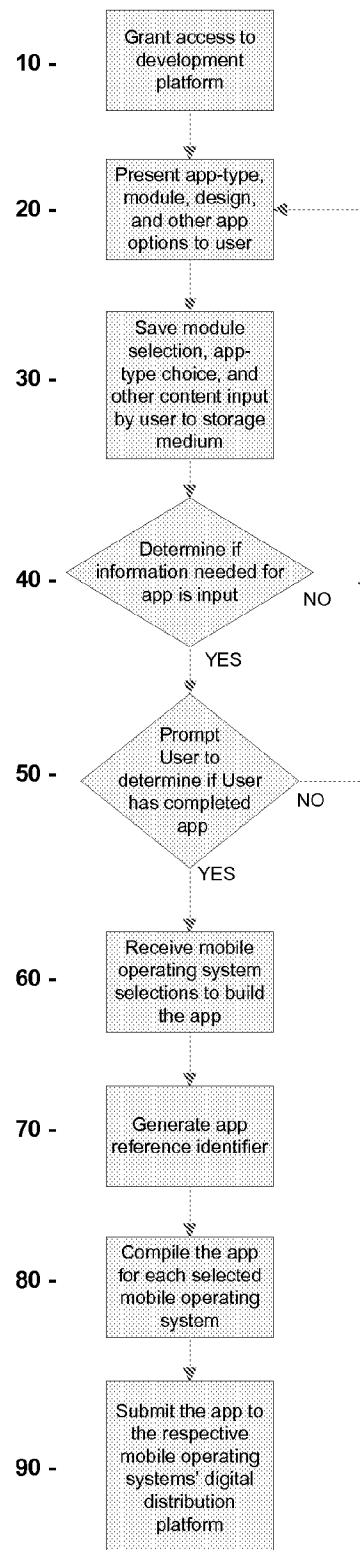 10 -
Grant access to
development
platform
20 -
Present app-type,
module, design,
and other app
options to user
30 -
Save module
selection, app-
type choice, and
other content input
by user to storage
medium
40 -
Determine if
information needed for
app is input
NO
YES
50 -
Prompt
User to
determine if User
has completed
app
NO
YES
60 -
Receive mobile
operating system
selections to build
the app
70 -
Generate app
reference identifier
80 -
Compile the app
for each selected
mobile operating
system
90 -
Submit the app to
the respective
mobile operating
systems' digital
distribution
platform